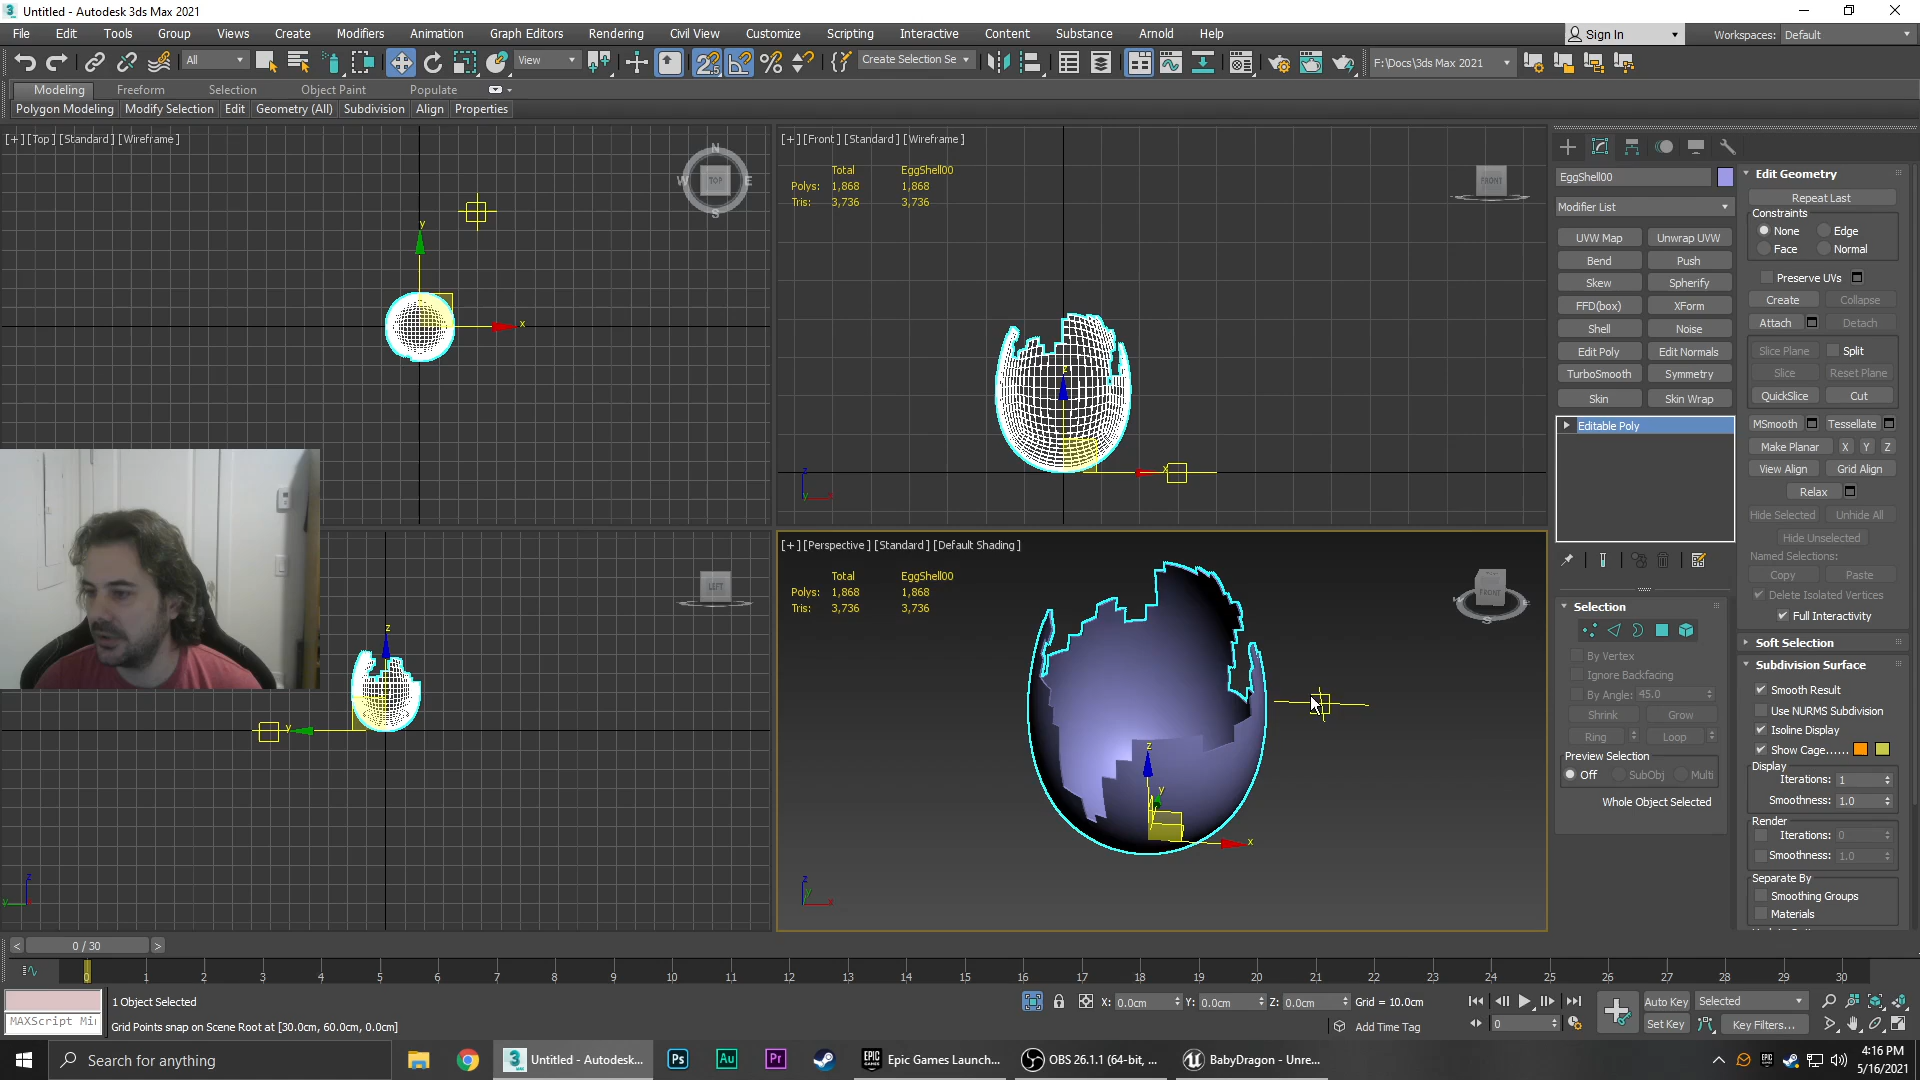 Untitled - Autodesk 3ds Max 2021
File Edit Tools Group Views Create Modifiers Animation Graph Editors Rendering Civil View Customize Scripting Interactive Content Substance Arnold Help
Sign In Workspaces: Default
All View Create Selection Se F:\Docs\3ds Max 2021
Modeling Freeform Selection Object Paint Populate
Polygon Modeling Modify Selection Edit Geometry (All) Subdivision Align Properties
[+] [Top] [Standard] [Wireframe]
N
W TOP E
S
y
x
[+] [Front] [Standard] [Wireframe]
Total EggShell00
Polys: 1,868 1,868
Tris: 3,736 3,736
FRONT
z
x
z
LEFT
z
y
z
y
[+] [Perspective] [Standard] [Default Shading]
Total EggShell00
Polys: 1,868 1,868
Tris: 3,736 3,736
FRONT
S
z
y
x
z
EggShell00
Modifier List
UVW Map Unwrap UVW
Bend Push
Skew Spherify
FFD(box) XForm
Shell Noise
Edit Poly Edit Normals
TurboSmooth Symmetry
Skin Skin Wrap
Editable Poly
Selection
By Vertex
Ignore Backfacing
By Angle: 45.0
Shrink Grow
Ring Loop
Preview Selection
Off SubObj Multi
Whole Object Selected
Edit Geometry
Repeat Last
Constraints
None Edge
Face Normal
Preserve UVs
Create Collapse
Attach Detach
Slice Plane Split
Slice Reset Plane
QuickSlice Cut
MSmooth Tessellate
Make Planar X Y Z
View Align Grid Align
Relax
Hide Selected Unhide All
Hide Unselected
Named Selections:
Copy Paste
Delete Isolated Vertices
Full Interactivity
Soft Selection
Subdivision Surface
Smooth Result
Use NURMS Subdivision
Isoline Display
Show Cage......
Display
Iterations: 1
Smoothness: 1.0
Render
Iterations: 0
Smoothness: 1.0
Separate By
Smoothing Groups
Materials
< 0 / 30 >
0 1 2 3 4 5 6 7 8 9 10 11 12 13 14 15 16 17 18 19 20 21 22 23 24 25 26 27 28 29 30
MAXScript Mi
1 Object Selected
Grid Points snap on Scene Root at [30.0cm, 60.0cm, 0.0cm]
X: 0.0cm Y: 0.0cm Z: 0.0cm Grid = 10.0cm
Add Time Tag
0
Auto Key Selected
Set Key Key Filters...
Search for anything
3 Untitled - Autodesk...
Ps
Au
Pr
EPIC GAMES Epic Games Launch...
OBS 26.1.1 (64-bit, ...
BabyDragon - Unre...
4:16 PM
5/16/2021